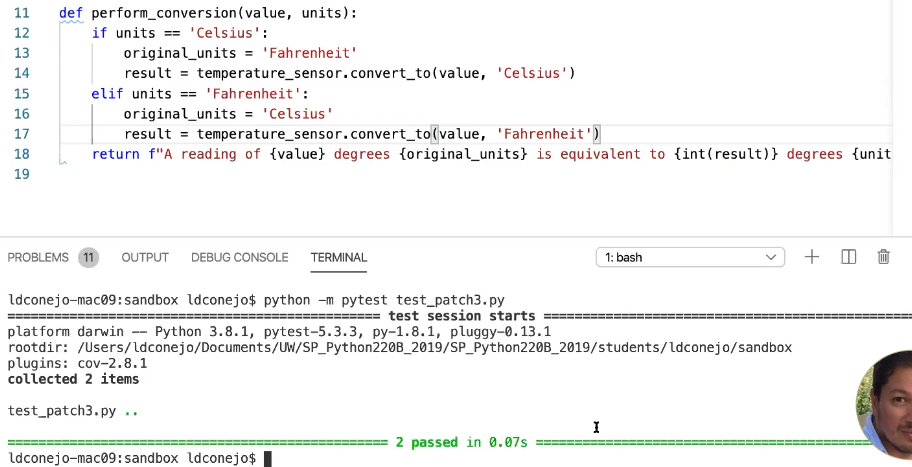 11 def perform_conversion(value, units):
12 if units == 'Celsius':
13 original_units = 'Fahrenheit'
14 result = temperature_sensor.convert_to(value, 'Celsius')
15 elif units == 'Fahrenheit':
16 original_units = 'Celsius'
17 result = temperature_sensor.convert_to(value, 'Fahrenheit')
18 return f"A reading of {value} degrees {original_units} is equivalent to {int(result)} degrees {unit
19
PROBLEMS 11 OUTPUT DEBUG CONSOLE TERMINAL 1: bash
ldconejo-mac09:sandbox ldconejo$ python -m pytest test_patch3.py
=============================================== test session starts ===============================================
platform darwin -- Python 3.8.1, pytest-5.3.3, py-1.8.1, pluggy-0.13.1
rootdir: /Users/ldconejo/Documents/UW/SP_Python220B_2019/SP_Python220B_2019/students/ldconejo/sandbox
plugins: cov-2.8.1
collected 2 items
test_patch3.py ..
================================================ 2 passed in 0.07s ================================================
ldconejo-mac09:sandbox ldconejo$